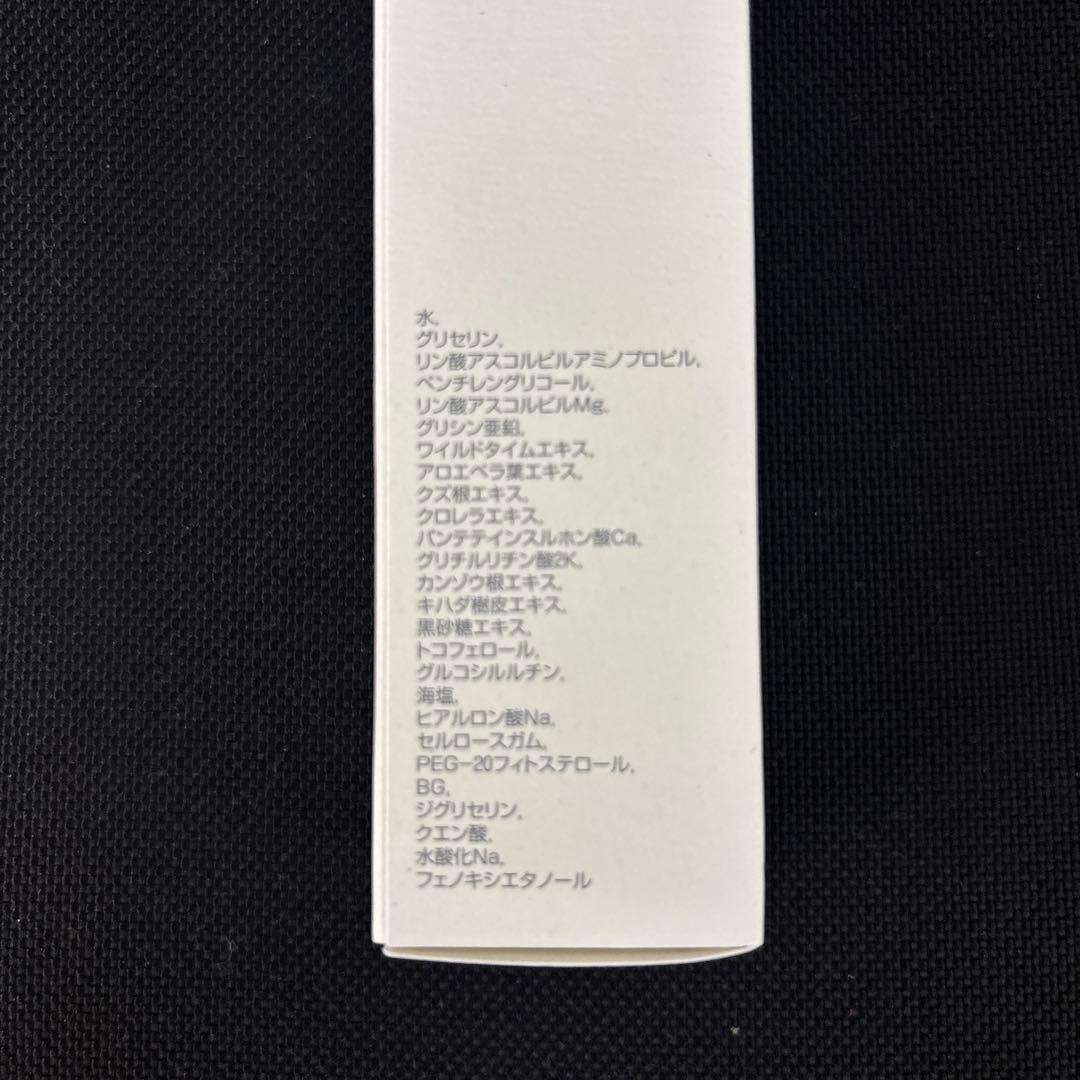 水,
グリセリン,
リン酸アスコルビルアミノプロピル,
ペンチレングリコール,
リン酸アスコルビルMg,
グリシン亜鉛,
ワイルドタイムエキス,
アロエベラ葉エキス,
クズ根エキス,
クロレラエキス,
パンテテインスルホン酸Ca,
グリチルリチン酸2K,
カンゾウ根エキス,
キハダ樹皮エキス,
黒砂糖エキス,
トコフェロール,
グルコシルルチン,
海塩,
ヒアルロン酸Na,
セルロースガム,
PEG-20フィトステロール,
BG,
ジグリセリン,
クエン酸,
水酸化Na,
フェノキシエタノール